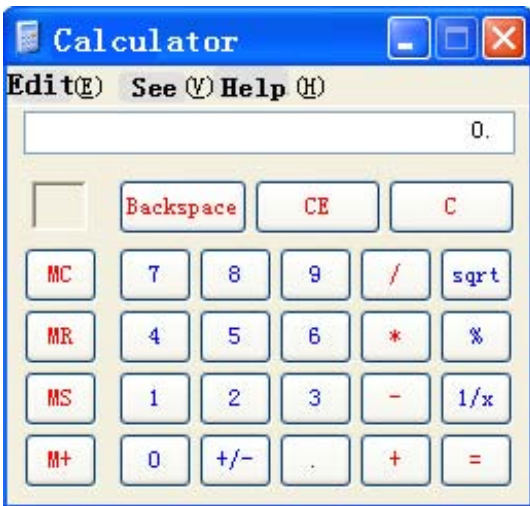 Calculator
Edit(E) See (V) Help (H)
0.
Backspace CE C
MC 7 8 9 / sqrt
MR 4 5 6 * %
MS 1 2 3 - 1/x
M+ 0 +/- . + =